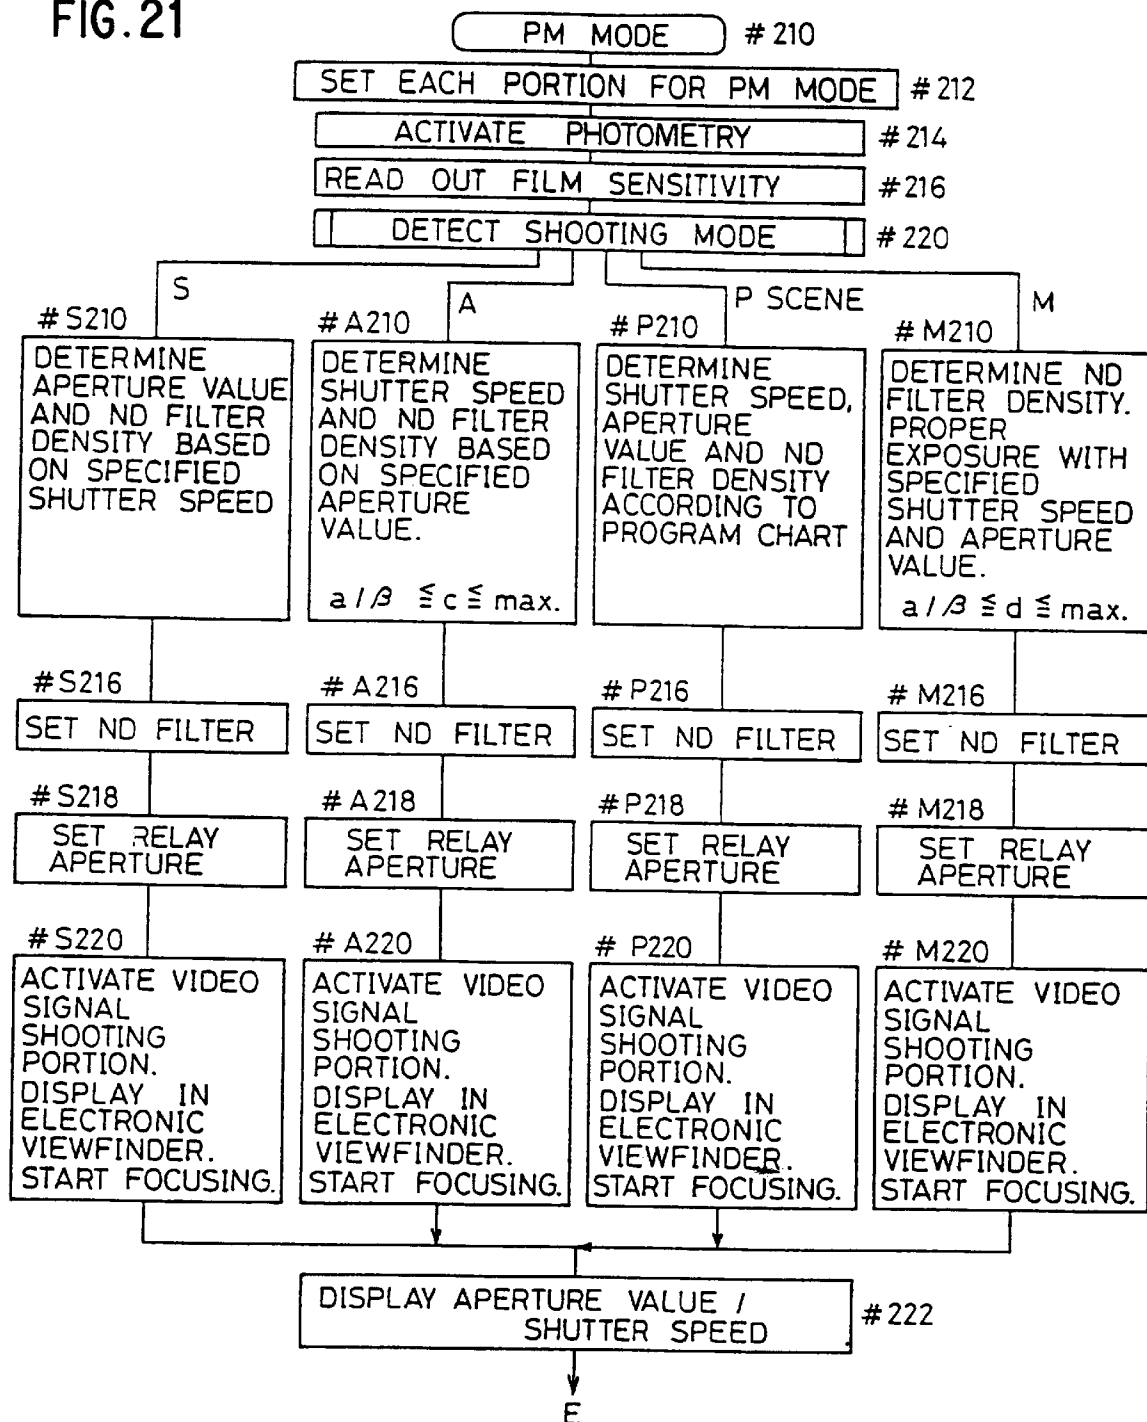 FIG. 21
PM MODE # 210
SET EACH PORTION FOR PM MODE # 212
ACTIVATE PHOTOMETRY # 214
READ OUT FILM SENSITIVITY # 216
DETECT SHOOTING MODE # 220
S
# S210
DETERMINE
APERTURE VALUE
AND ND FILTER
DENSITY BASED
ON SPECIFIED
SHUTTER SPEED
# S216
SET ND FILTER
# S218
SET RELAY
APERTURE
# S220
ACTIVATE VIDEO
SIGNAL
SHOOTING
PORTION.
DISPLAY IN
ELECTRONIC
VIEWFINDER.
START FOCUSING.
A
# A210
DETERMINE
SHUTTER SPEED
AND ND FILTER
DENSITY BASED
ON SPECIFIED
APERTURE
VALUE.
a / β ≦ c ≦ max.
# A216
SET ND FILTER
# A218
SET RELAY
APERTURE
# A220
ACTIVATE VIDEO
SIGNAL
SHOOTING
PORTION.
DISPLAY IN
ELECTRONIC
VIEWFINDER.
START FOCUSING.
P SCENE
# P210
DETERMINE
SHUTTER SPEED,
APERTURE
VALUE AND ND
FILTER DENSITY
ACCORDING TO
PROGRAM CHART
# P216
SET ND FILTER
# P218
SET RELAY
APERTURE
# P220
ACTIVATE VIDEO
SIGNAL
SHOOTING
PORTION.
DISPLAY IN
ELECTRONIC
VIEWFINDER.
START FOCUSING.
M
# M210
DETERMINE ND
FILTER DENSITY.
PROPER
EXPOSURE WITH
SPECIFIED
SHUTTER SPEED
AND APERTURE
VALUE.
a / β ≦ d ≦ max.
# M216
SET ND FILTER
# M218
SET RELAY
APERTURE
# M220
ACTIVATE VIDEO
SIGNAL
SHOOTING
PORTION.
DISPLAY IN
ELECTRONIC
VIEWFINDER.
START FOCUSING.
DISPLAY APERTURE VALUE /
SHUTTER SPEED
# 222
E